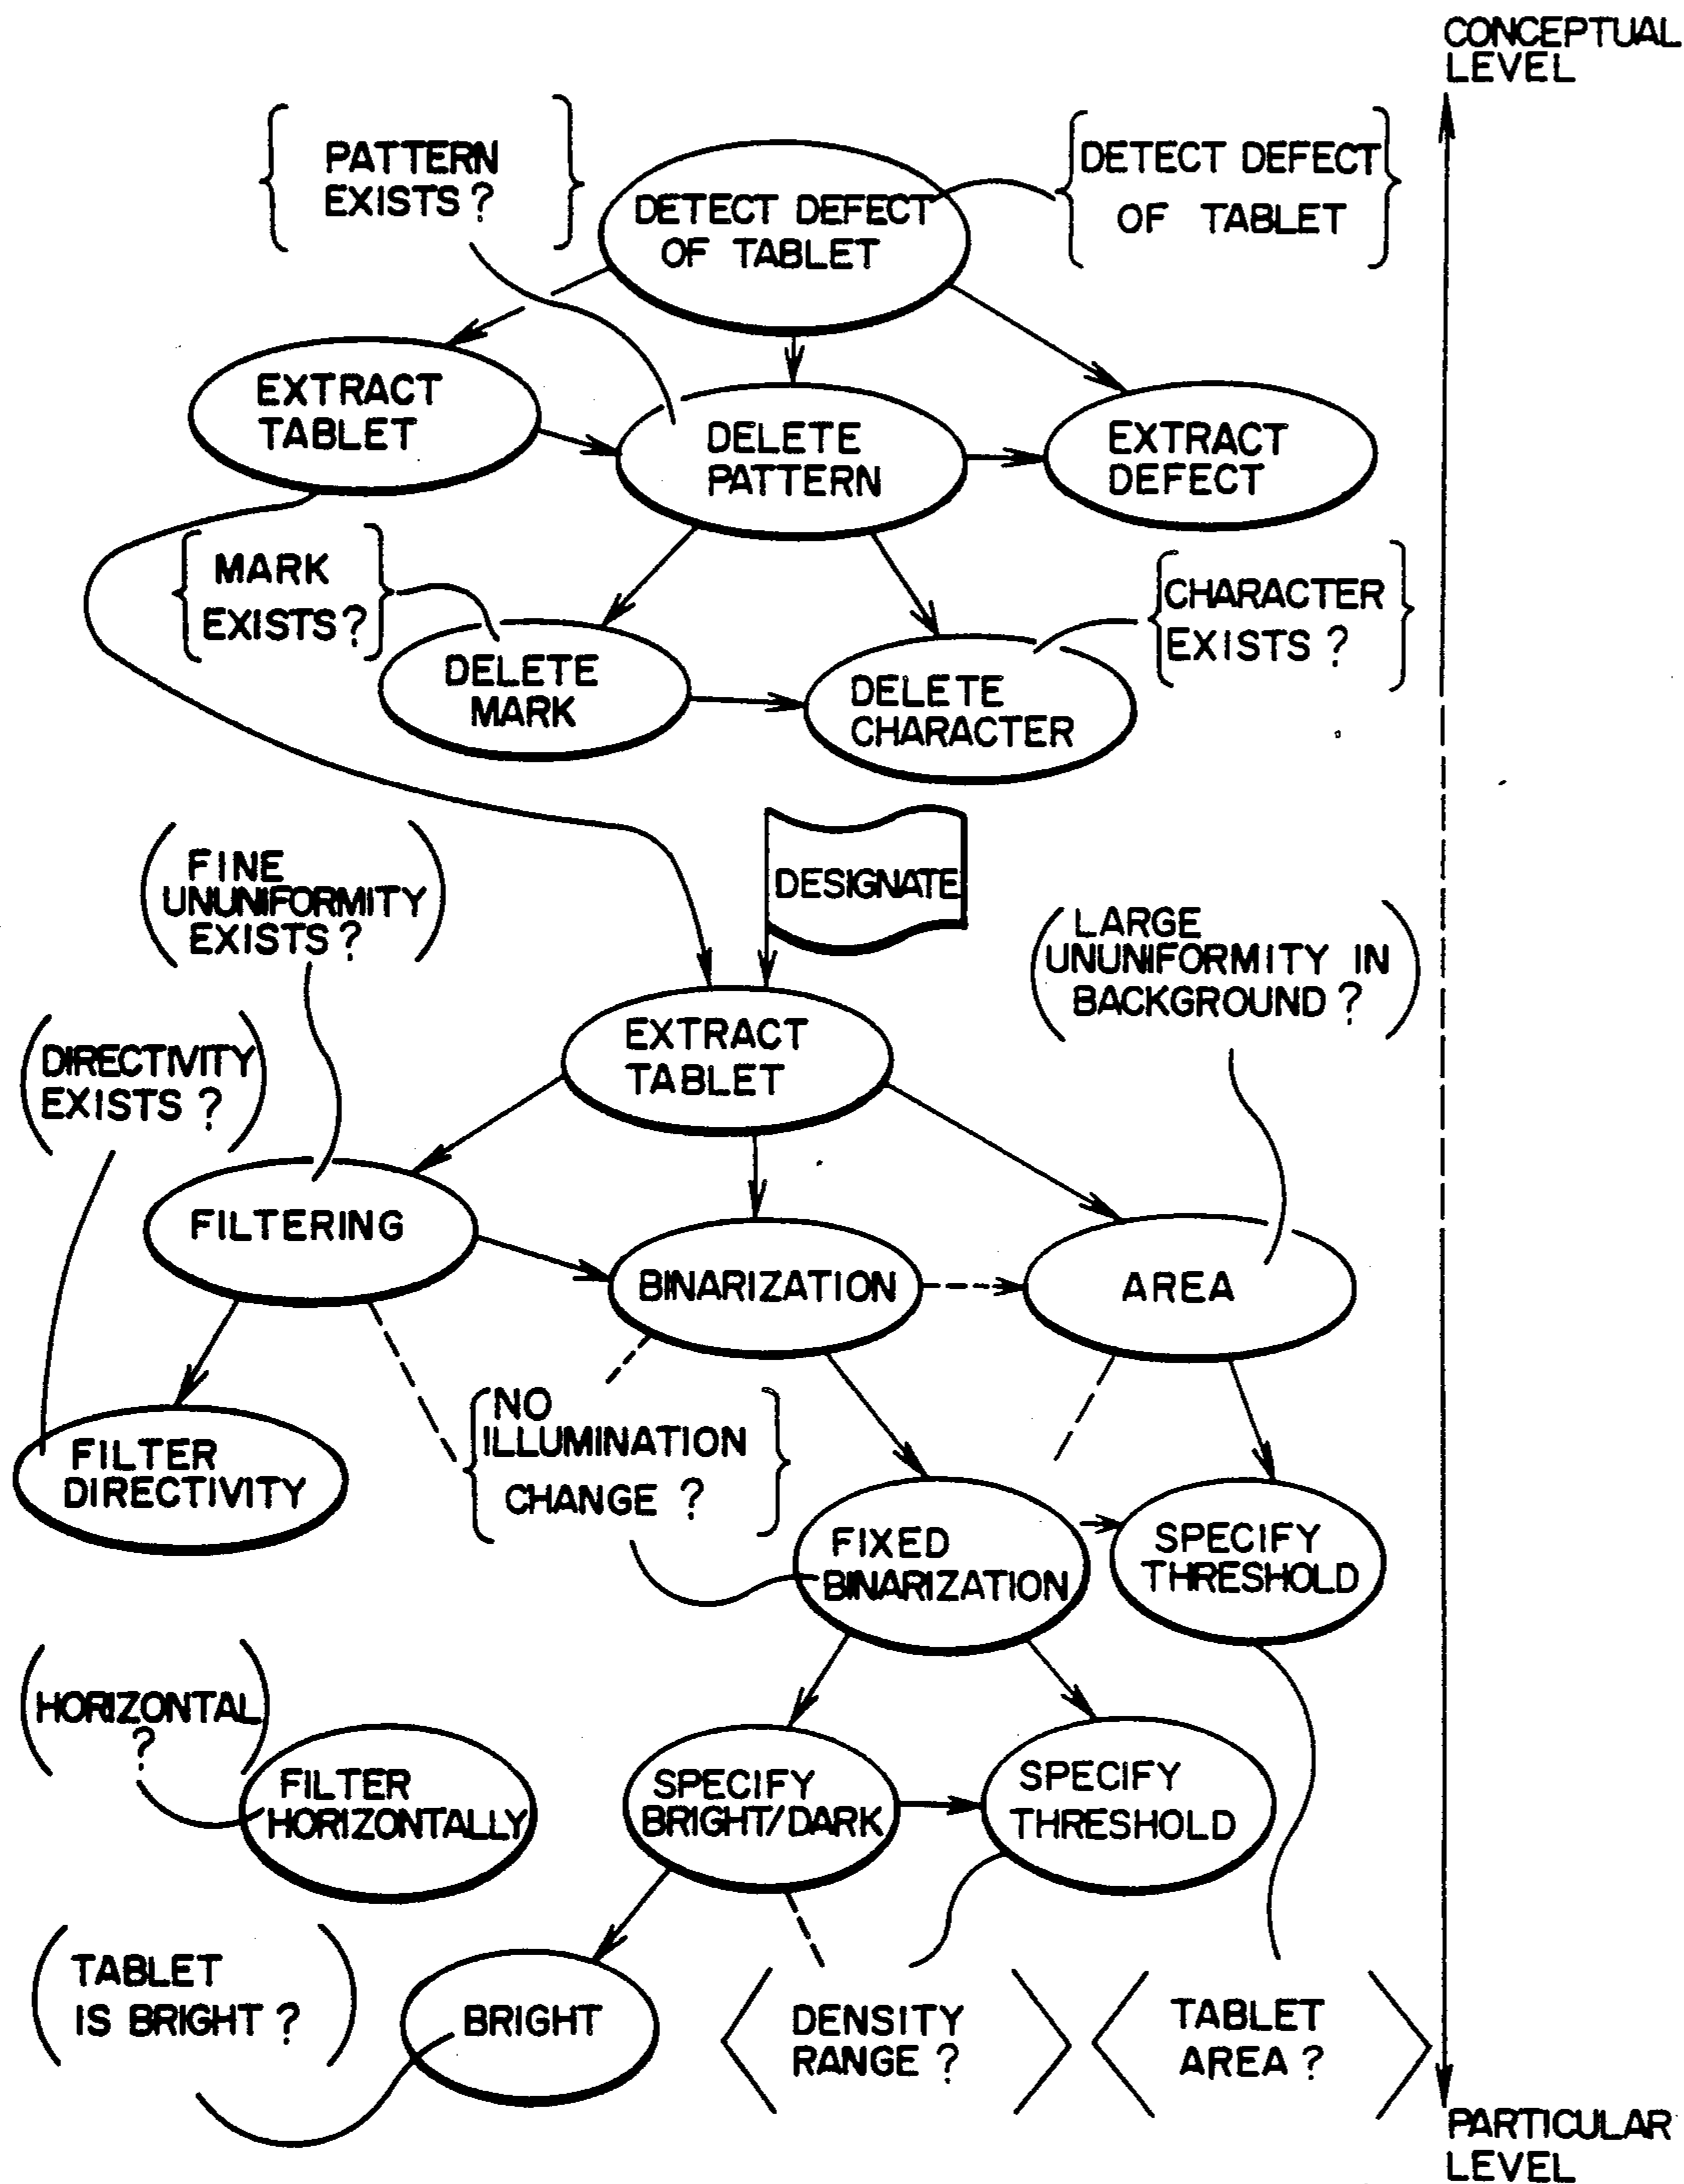 CONCEPTUAL
LEVEL
PATTERN
EXISTS ?
DETECT DEFECT
OF TABLET
DETECT DEFECT
OF TABLET
EXTRACT
TABLET
DELETE
PATTERN
EXTRACT
DEFECT
MARK
EXISTS ?
CHARACTER
EXISTS ?
DELETE
MARK
DELETE
CHARACTER
FINE
UNUNIFORMITY
EXISTS ?
DESIGNATE
LARGE
UNUNIFORMITY IN
BACKGROUND ?
DIRECTIVITY
EXISTS ?
EXTRACT
TABLET
FILTERING
BINARIZATION
AREA
NO
ILLUMINATION
CHANGE ?
FILTER
DIRECTIVITY
FIXED
BINARIZATION
SPECIFY
THRESHOLD
HORIZONTAL
?
FILTER
HORIZONTALLY
SPECIFY
BRIGHT/DARK
SPECIFY
THRESHOLD
TABLET
IS BRIGHT ?
BRIGHT
DENSITY
RANGE ?
TABLET
AREA ?
PARTICULAR
LEVEL